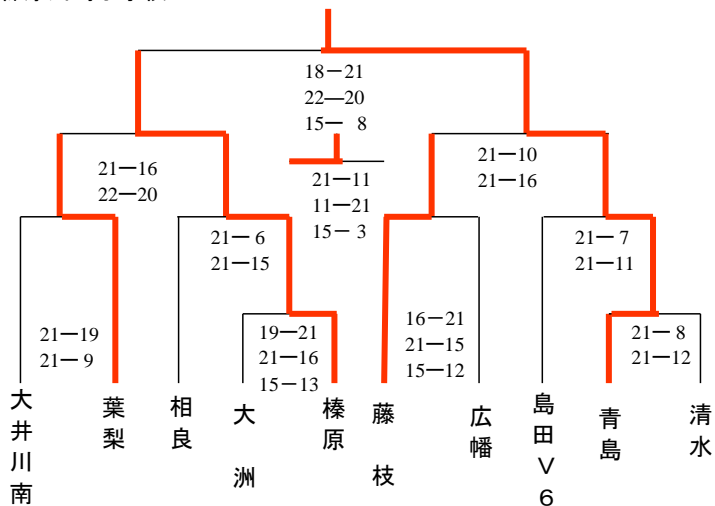 18－21
22－20
15－ 8
21－16
22－20
21－11
11－21
15－ 3
21－10
21－16
21－ 6
21－15
21－ 7
21－11
21－19
21－ 9
19－21
21－16
15－13
16－21
21－15
15－12
21－ 8
21－12
大井川南
葉梨
相良
大洲
榛原
藤枝
広幡
島田Ｖ６
青島
清水